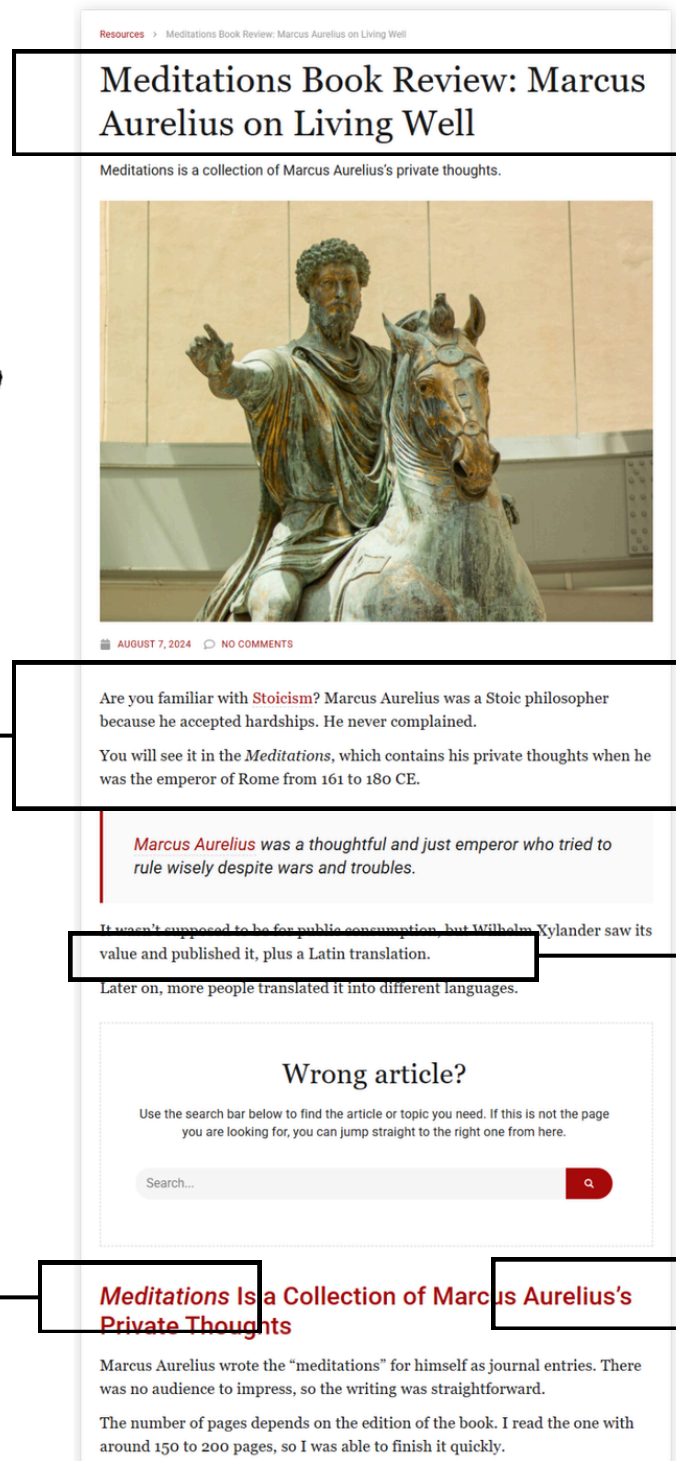 Resources > Meditations Book Review: Marcus Aurelius on Living Well
Meditations Book Review: Marcus
Aurelius on Living Well
Meditations is a collection of Marcus Aurelius's private thoughts.
AUGUST 7, 2024 NO COMMENTS
Are you familiar with Stoicism? Marcus Aurelius was a Stoic philosopher
because he accepted hardships. He never complained.
You will see it in the Meditations, which contains his private thoughts when he
was the emperor of Rome from 161 to 180 CE.
Marcus Aurelius was a thoughtful and just emperor who tried to
rule wisely despite wars and troubles.
It wasn't supposed to be for public consumption, but Wilhelm Xylander saw its
value and published it, plus a Latin translation.
Later on, more people translated it into different languages.
Wrong article?
Use the search bar below to find the article or topic you need. If this is not the page
you are looking for, you can jump straight to the right one from here.
Search...
Meditations Is a Collection of Marcus Aurelius's
Private Thoughts
Marcus Aurelius wrote the “meditations” for himself as journal entries. There
was no audience to impress, so the writing was straightforward.
The number of pages depends on the edition of the book. I read the one with
around 150 to 200 pages, so I was able to finish it quickly.